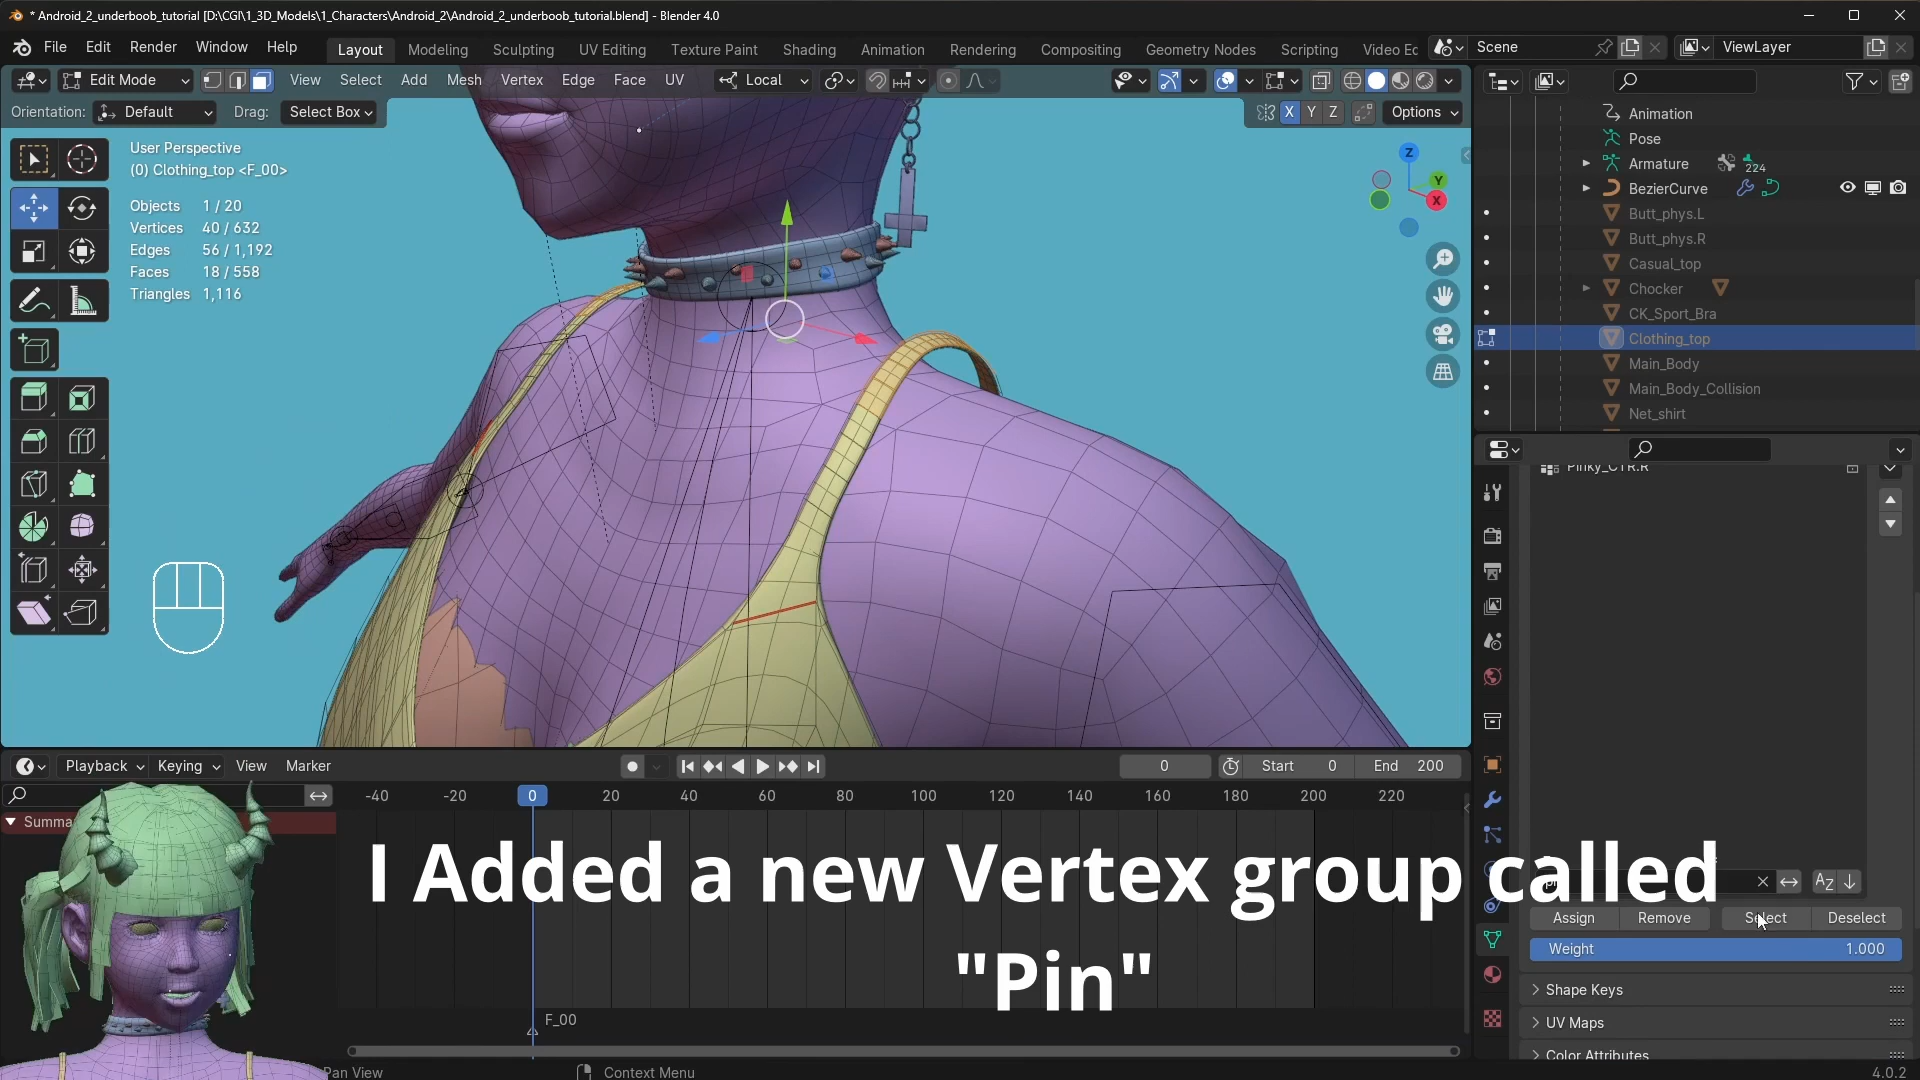 * Android_2_underboob_tutorial [D:\CGI\1_3D_Models\1_Characters\Android_2\Android_2_underboob_tutorial.blend] - Blender 4.0
File Edit Render Window Help Layout Modeling Sculpting UV Editing Texture Paint Shading Animation Rendering Compositing Geometry Nodes Scripting Video Ec Scene ViewLayer
Edit Mode View Select Add Mesh Vertex Edge Face UV Local
Orientation: Default Drag: Select Box X Y Z Options
User Perspective
(0) Clothing_top <F_00>
Objects 1 / 20
Vertices 40 / 632
Edges 56 / 1,192
Faces 18 / 558
Triangles 1,116
Z
Y
X
Animation
Pose
Armature 224
BezierCurve
Butt_phys.L
Butt_phys.R
Casual_top
Chocker
CK_Sport_Bra
Clothing_top
Main_Body
Main_Body_Collision
Net_shirt
Pinky_CTR.R
Playback Keying View Marker 0 Start 0 End 200
-40 -20 0 20 40 60 80 100 120 140 160 180 200 220
Summa
I Added a new Vertex group called
"Pin"
AZ
Assign Remove Select Deselect
Weight 1.000
Shape Keys
UV Maps
Color Attributes
F_00
Pan View Context Menu 4.0.2